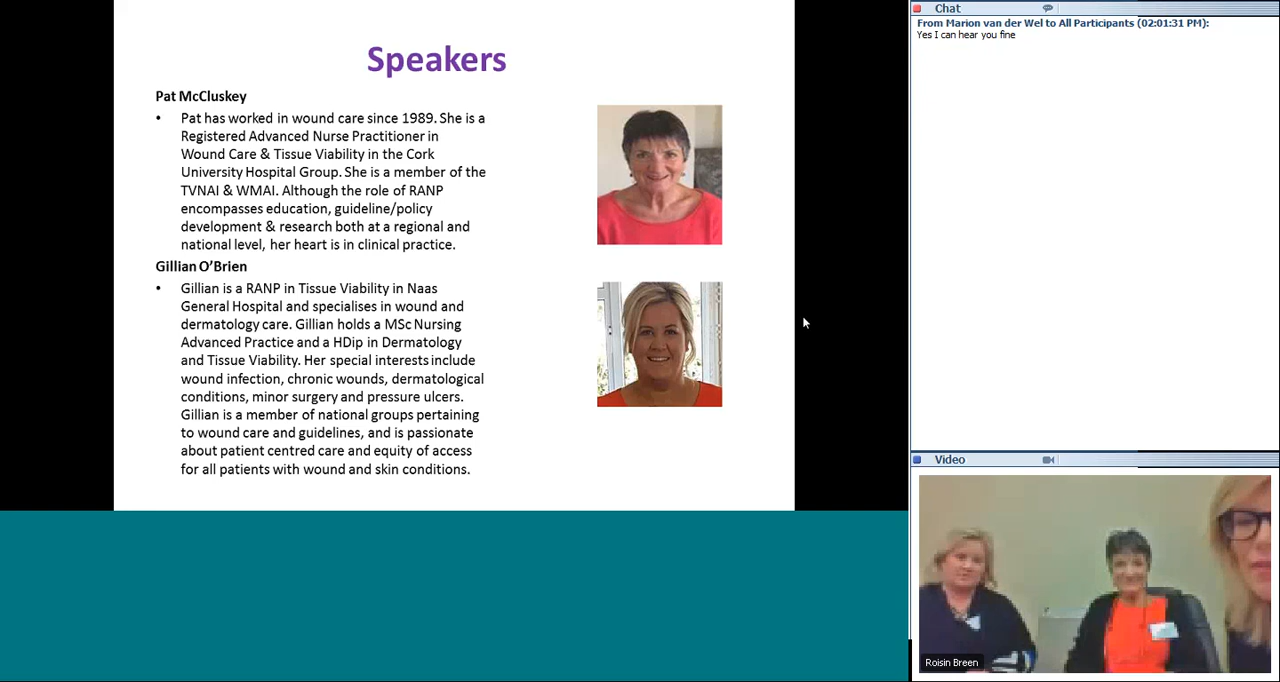 Speakers
Pat McCluskey
• Pat has worked in wound care since 1989. She is a
Registered Advanced Nurse Practitioner in
Wound Care & Tissue Viability in the Cork
University Hospital Group. She is a member of the
TVNAI & WMAI. Although the role of RANP
encompasses education, guideline/policy
development & research both at a regional and
national level, her heart is in clinical practice.
Gillian O’Brien
• Gillian is a RANP in Tissue Viability in Naas
General Hospital and specialises in wound and
dermatology care. Gillian holds a MSc Nursing
Advanced Practice and a HDip in Dermatology
and Tissue Viability. Her special interests include
wound infection, chronic wounds, dermatological
conditions, minor surgery and pressure ulcers.
Gillian is a member of national groups pertaining
to wound care and guidelines, and is passionate
about patient centred care and equity of access
for all patients with wound and skin conditions.
Chat
From Marion van der Wel to All Participants (02:01:31 PM):
Yes I can hear you fine
Video
Roisin Breen